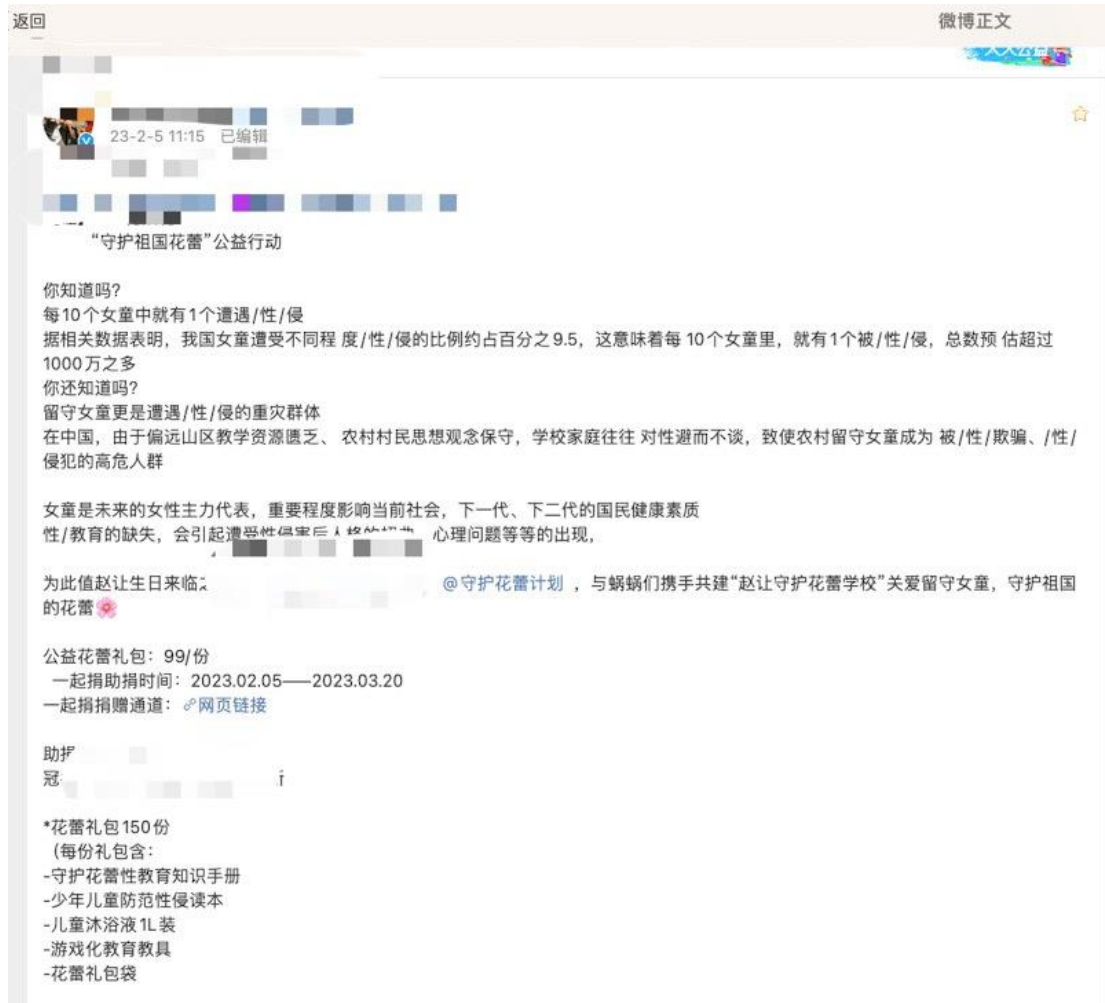 返回
微博正文
23-2-5 11:15 已编辑
“守护祖国花蕾”公益行动
你知道吗?
每10个女童中就有1个遭遇/性/侵
据相关数据表明，我国女童遭受不同程 度/性/侵的比例约占百分之9.5，这意味着每 10个女童里，就有1个被/性/侵，总数预 估超过
1000万之多
你还知道吗?
留守女童更是遭遇/性/侵的重灾群体
在中国，由于偏远山区教学资源匮乏、 农村村民思想观念保守，学校家庭往往 对性避而不谈，致使农村留守女童成为 被/性/欺骗、/性/
侵犯的高危人群
女童是未来的女性主力代表，重要程度影响当前社会，下一代、下二代的国民健康素质
性/教育的缺失，会引起遭受性侵害后人格的扭曲、心理问题等等的出现，
为此值赵让生日来临之 @守护花蕾计划 ，与蜗蜗们携手共建“赵让守护花蕾学校”关爱留守女童，守护祖国
的花蕾🌸
公益花蕾礼包：99/份
一起捐助捐时间：2023.02.05——2023.03.20
一起捐捐赠通道：网页链接
助
冠
*花蕾礼包150份
（每份礼包含：
-守护花蕾性教育知识手册
-少年儿童防范性侵读本
-儿童沐浴液1L装
-游戏化教育教具
-花蕾礼包袋